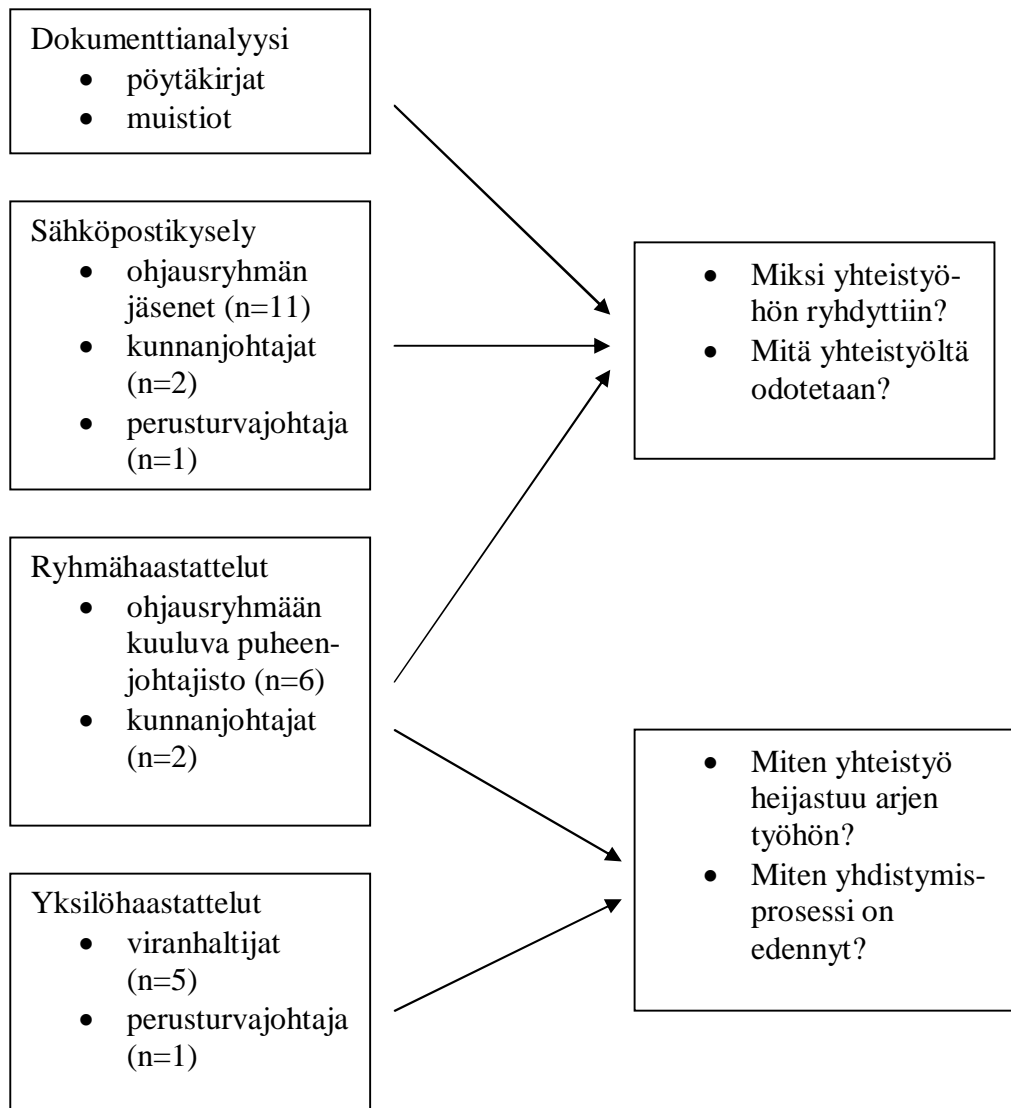 Dokumenttianalyysi
• pöytäkirjat
• muistiot
Sähköpostikysely
• ohjausryhmän
jäsenet (n=11)
• kunnanjohtajat
(n=2)
• perusturvajohtaja
(n=1)
Ryhmähaastattelut
• ohjausryhmään
kuuluva puheen-
johtajisto (n=6)
• kunnanjohtajat
(n=2)
Yksilöhaastattelut
• viranhaltijat
(n=5)
• perusturvajohtaja
(n=1)
• Miksi yhteistyö-
hön ryhdyttiin?
• Mitä yhteistyöltä
odotetaan?
• Miten yhteistyö
heijastuu arjen
työhön?
• Miten yhdistymis-
prosessi on
edennyt?